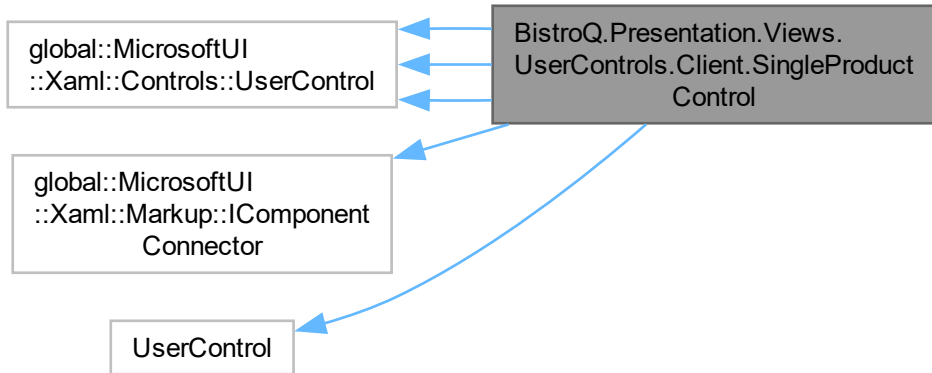 global::MicrosoftUI
::Xaml::Controls::UserControl
BistroQ.Presentation.Views.
UserControls.Client.SingleProduct
Control
global::MicrosoftUI
::Xaml::Markup::IComponent
Connector
UserControl